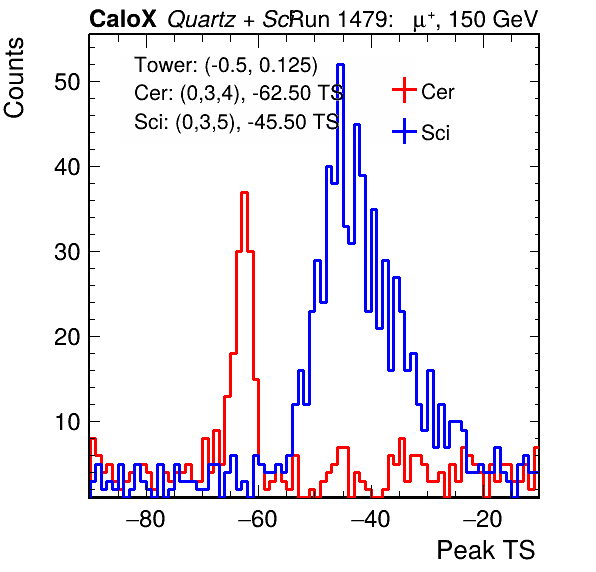 CaloX Quartz + Sci Run 1479: μ⁺, 150 GeV
Counts
Tower: (-0.5, 0.125)
Cer: (0,3,4), -62.50 TS
Sci: (0,3,5), -45.50 TS
Cer
Sci
50
40
30
20
10
−80 −60 −40 −20
Peak TS